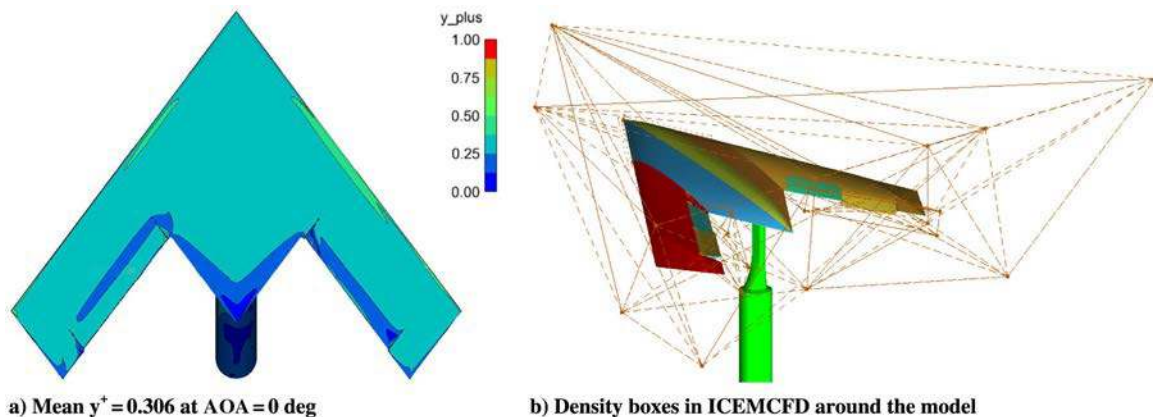 y_plus
1.00
0.75
0.50
0.25
0.00
a) Mean y⁺ = 0.306 at AOA = 0 deg
b) Density boxes in ICEMCFD around the model